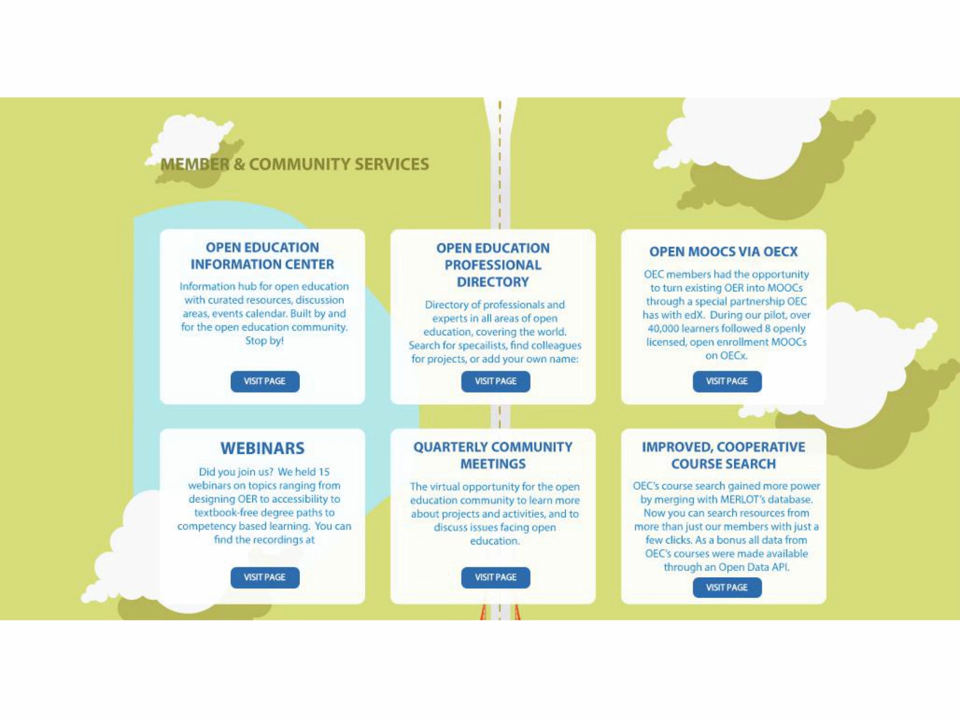 MEMBER & COMMUNITY SERVICES
OPEN EDUCATION
INFORMATION CENTER
Information hub for open education
with curated resources, discussion
areas, events calendar. Built by and
for the open education community.
Stop by!
VISIT PAGE
OPEN EDUCATION
PROFESSIONAL
DIRECTORY
Directory of professionals and
experts in all areas of open
education, covering the world.
Search for specailists, find colleagues
for projects, or add your own name:
VISIT PAGE
OPEN MOOCS VIA OECX
OEC members had the opportunity
to turn existing OER into MOOCs
through a special partnership OEC
has with edX. During our pilot, over
40,000 learners followed 8 openly
licensed, open enrollment MOOCs
on OECx.
VISIT PAGE
WEBINARS
Did you join us? We held 15
webinars on topics ranging from
designing OER to accessibility to
textbook-free degree paths to
competency based learning. You can
find the recordings at
VISIT PAGE
QUARTERLY COMMUNITY
MEETINGS
The virtual opportunity for the open
education community to learn more
about projects and activities, and to
discuss issues facing open
education.
VISIT PAGE
IMPROVED, COOPERATIVE
COURSE SEARCH
OEC's course search gained more power
by merging with MERLOT's database.
Now you can search resources from
more than just our members with just a
few clicks. As a bonus all data from
OEC's courses were made available
through an Open Data API.
VISIT PAGE